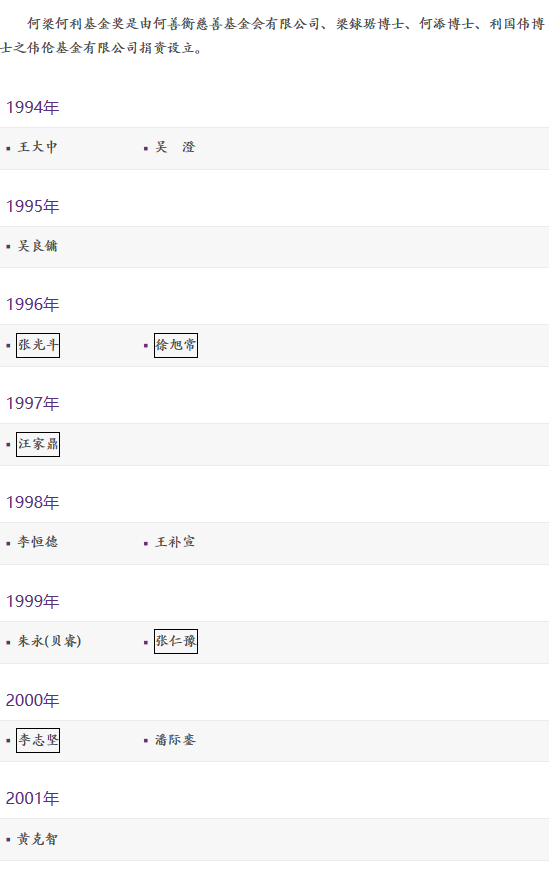 何梁何利基金奖是由何善衡慈善基金会有限公司、梁銶琚博士、何添博士、利国伟博
士之伟伦基金有限公司捐资设立。
1994年
▪ 王大中 ▪ 吴　澄
1995年
▪ 吴良镛
1996年
▪ 张光斗 ▪ 徐旭常
1997年
▪ 汪家鼎
1998年
▪ 李恒德 ▪ 王补宣
1999年
▪ 朱永(贝睿) ▪ 张仁豫
2000年
▪ 李志坚 ▪ 潘际銮
2001年
▪ 黄克智